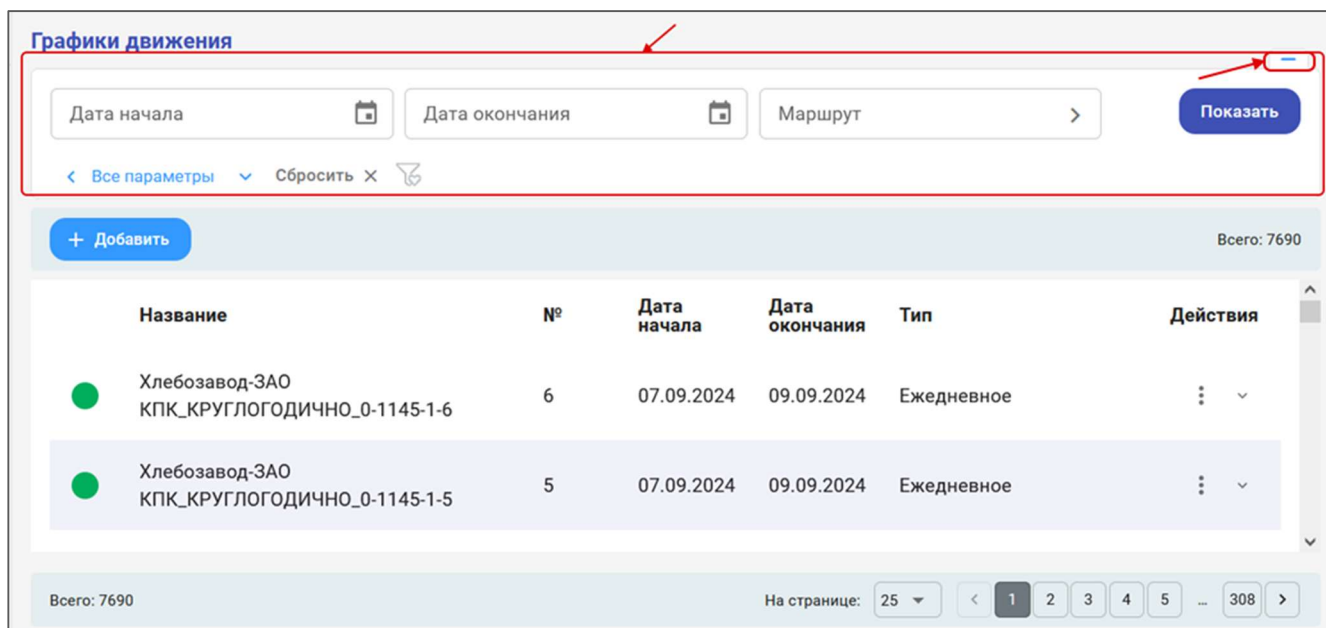 Графики движения
Дата начала Дата окончания Маршрут Показать
Все параметры Сбросить
+ Добавить Всего: 7690
Название № Дата начала Дата окончания Тип Действия
Хлебозавод-ЗАО
КПК_КРУГЛОГОДИЧНО_0-1145-1-6 6 07.09.2024 09.09.2024 Ежедневное
Хлебозавод-ЗАО
КПК_КРУГЛОГОДИЧНО_0-1145-1-5 5 07.09.2024 09.09.2024 Ежедневное
Всего: 7690 На странице: 25 < 1 2 3 4 5 ... 308 >